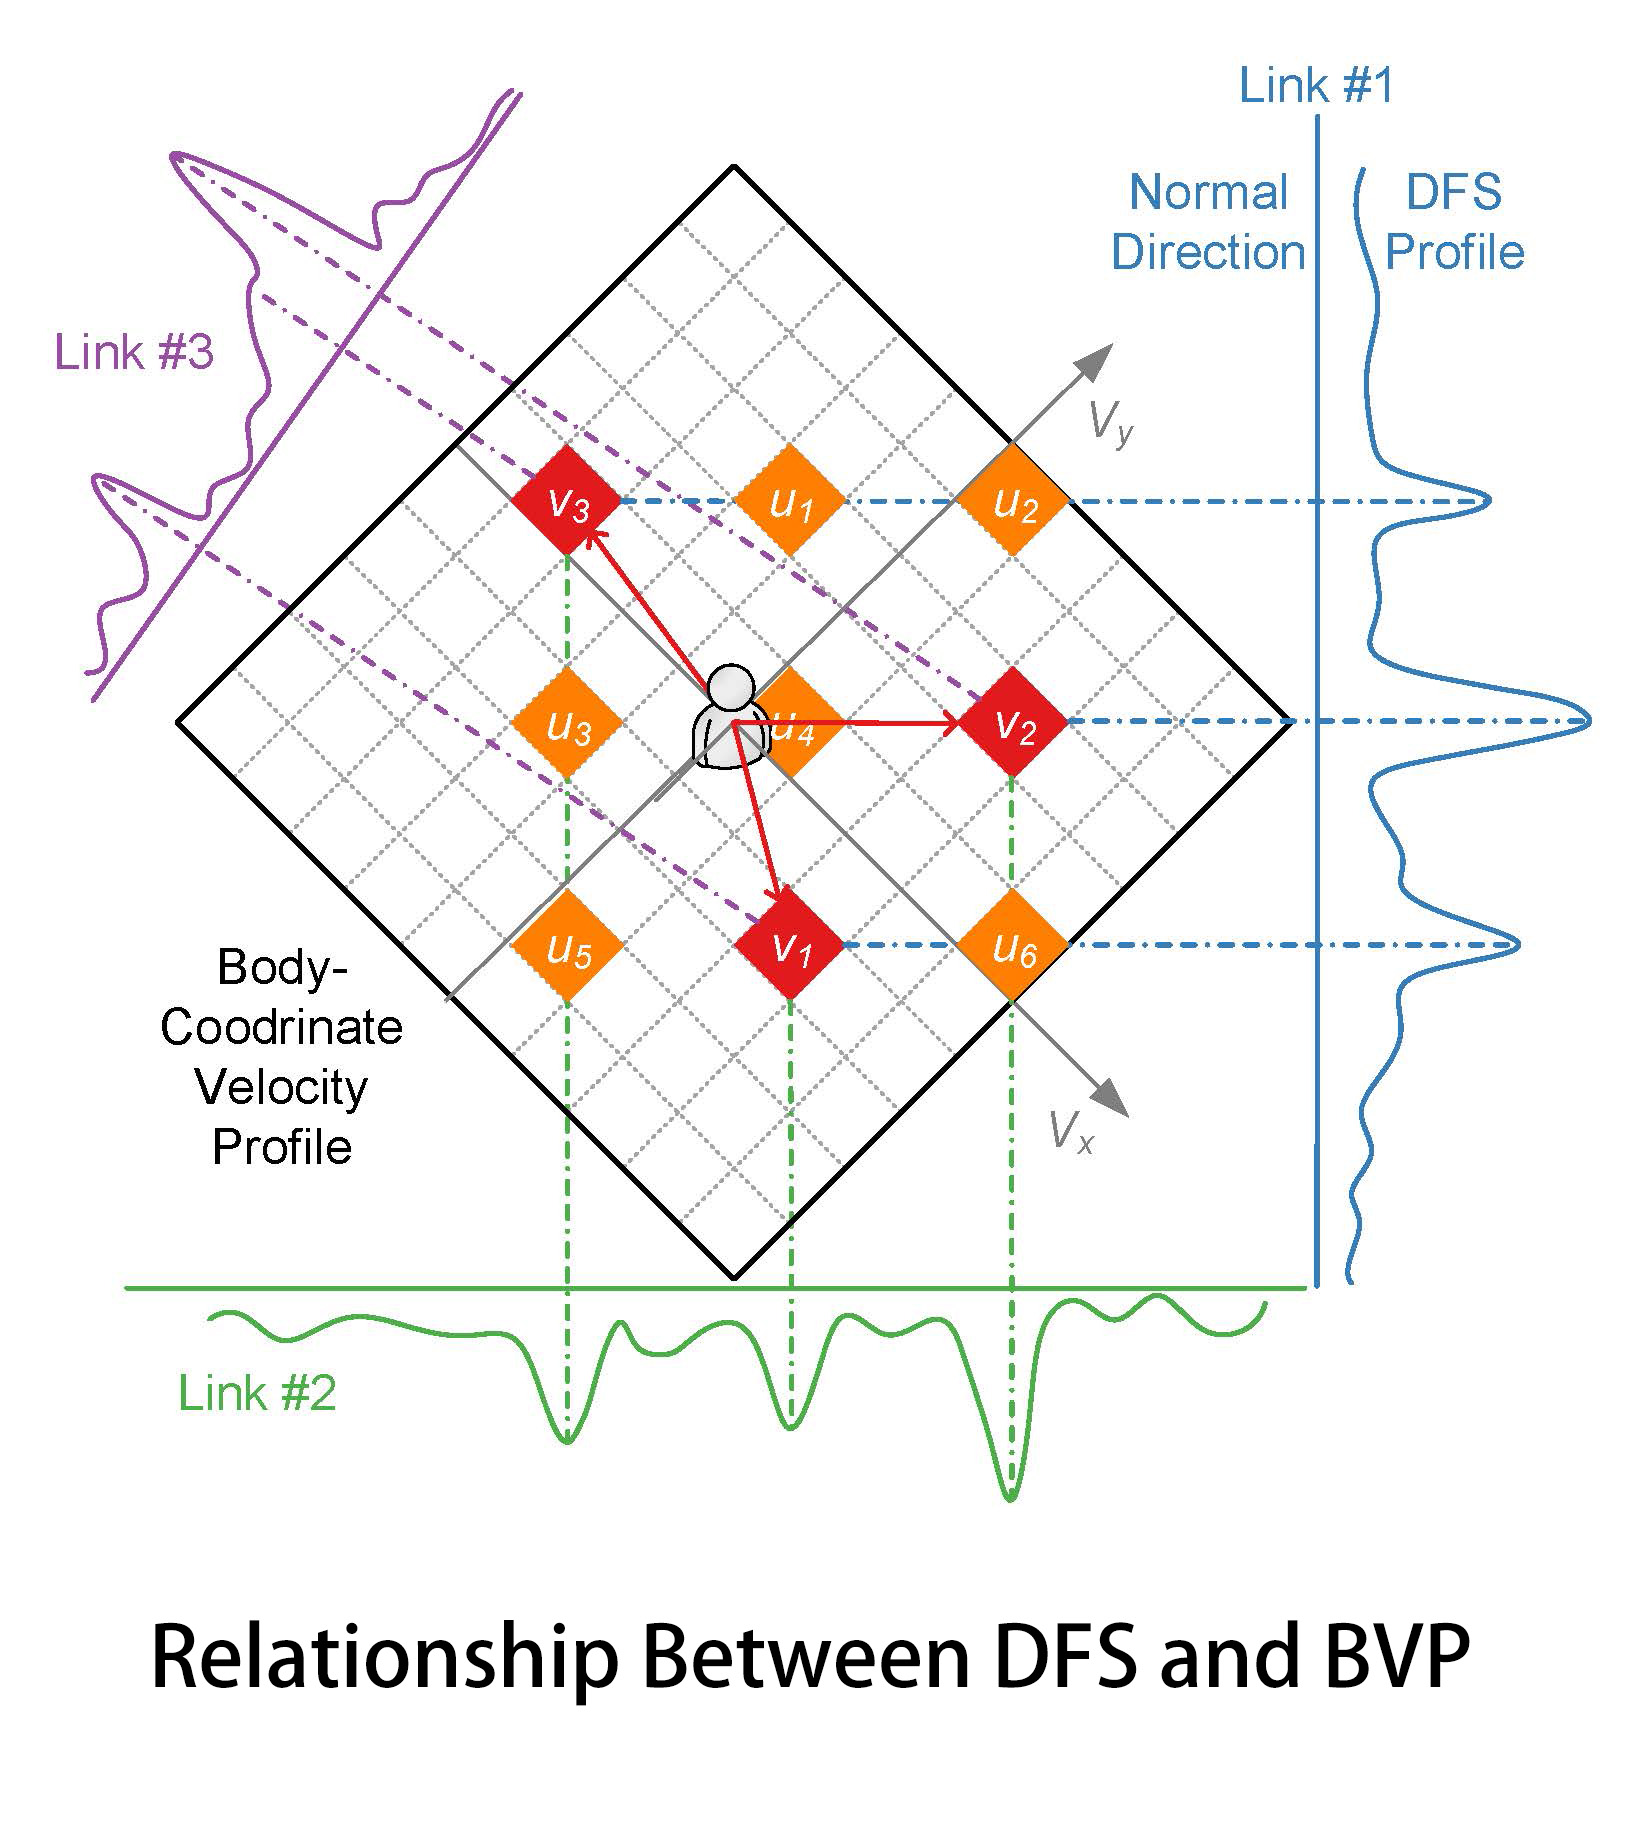 Link #1
Normal
Direction
DFS
Profile
Link #3
V_y
v_3
u_1
u_2
u_3
u_4
v_2
u_5
v_1
u_6
Body-
Coodrinate
Velocity
Profile
V_x
Link #2
Relationship Between DFS and BVP